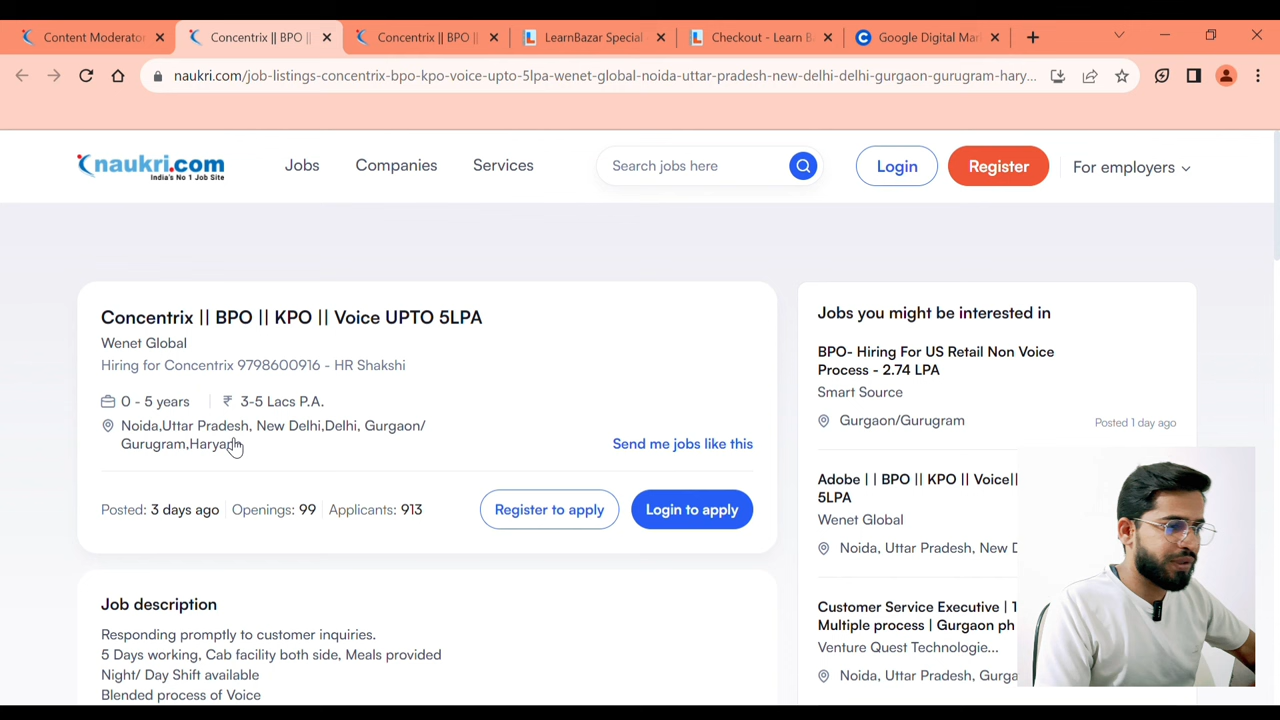 Content Moderator
Concentrix || BPO ||
Concentrix || BPO ||
LearnBazar Special
Checkout - Learn B
Google Digital Mar
naukri.com/job-listings-concentrix-bpo-kpo-voice-upto-5lpa-wenet-global-noida-uttar-pradesh-new-delhi-delhi-gurgaon-gurugram-hary...
naukri.com
India's No 1 Job Site
Jobs
Companies
Services
Search jobs here
Login
Register
For employers
Concentrix || BPO || KPO || Voice UPTO 5LPA
Wenet Global
Hiring for Concentrix 9798600916 - HR Shakshi
0 - 5 years
₹ 3-5 Lacs P.A.
Noida,Uttar Pradesh, New Delhi,Delhi, Gurgaon/
Gurugram,Haryana
Send me jobs like this
Posted: 3 days ago
Openings: 99
Applicants: 913
Register to apply
Login to apply
Job description
Responding promptly to customer inquiries.
5 Days working, Cab facility both side, Meals provided
Night/ Day Shift available
Blended process of Voice
Jobs you might be interested in
BPO- Hiring For US Retail Non Voice
Process - 2.74 LPA
Smart Source
Gurgaon/Gurugram
Posted 1 day ago
Adobe | | BPO || KPO || Voice||
5LPA
Wenet Global
Noida, Uttar Pradesh, New
Customer Service Executive | 1
Multiple process | Gurgaon ph
Venture Quest Technologie...
Noida, Uttar Pradesh, Gurga